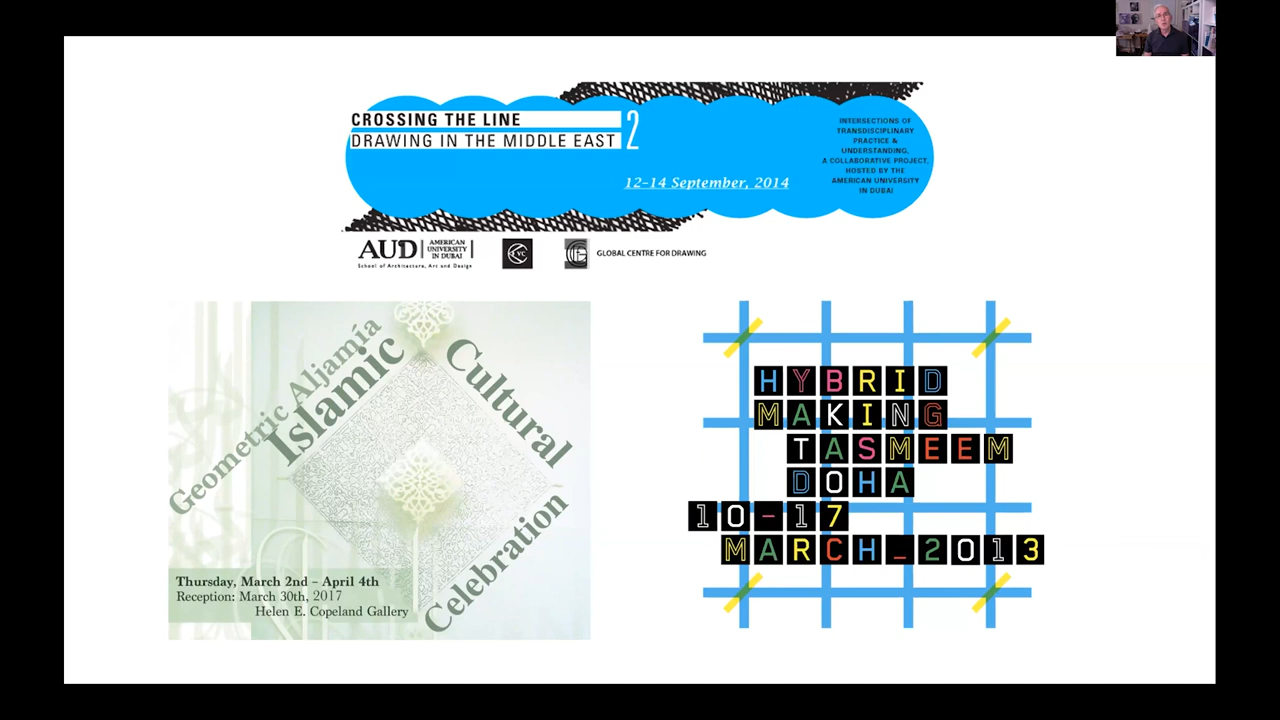 CROSSING THE LINE
DRAWING IN THE MIDDLE EAST 2
12–14 September, 2014
INTERSECTIONS OF
TRANSDISCIPLINARY
PRACTICE &
UNDERSTANDING.
A COLLABORATIVE PROJECT,
HOSTED BY THE
AMERICAN UNIVERSITY
IN DUBAI
AUD AMERICAN
UNIVERSITY
IN DUBAI
School of Architecture, Art and Design
GLOBAL CENTRE FOR DRAWING
Geometric Aljamía
Islamic
Cultural
Celebration
Thursday, March 2nd – April 4th
Reception: March 30th, 2017
Helen E. Copeland Gallery
HYBRID
MAKING
TASMEEM
DOHA
10–17
MARCH_2013